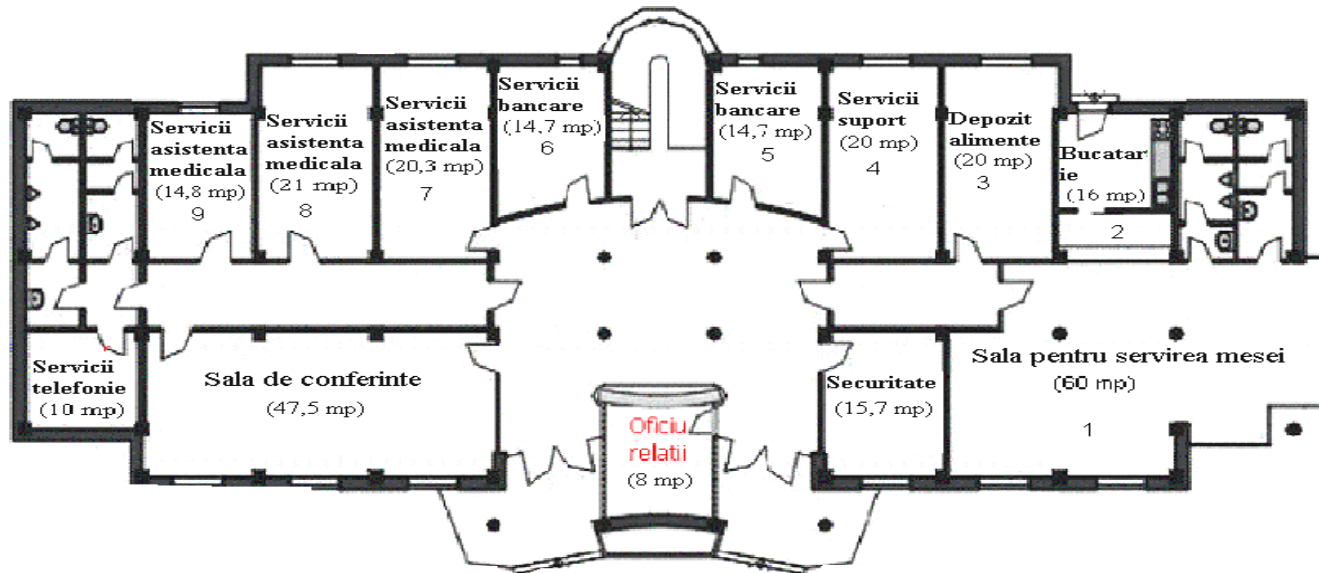 Servicii
asistenta
medicala
(14,8 mp)
9
Servicii
asistenta
medicala
(21 mp)
8
Servicii
asistenta
medicala
(20,3 mp)
7
Servicii
bancare
(14,7 mp)
6
Servicii
bancare
(14,7 mp)
5
Servicii
suport
(20 mp)
4
Depozit
alimente
(20 mp)
3
Bucatar
ie
(16 mp)
2
Servicii
telefonie
(10 mp)
Sala de conferinte
(47,5 mp)
Oficiu
relatii
(8 mp)
Securitate
(15,7 mp)
Sala pentru servirea mesei
(60 mp)
1